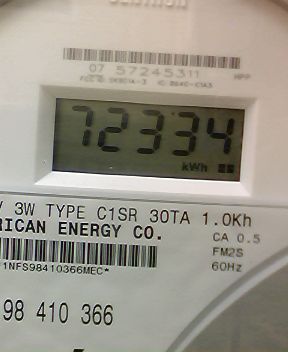 07 57245311 HPP
72334
kWh
V 3W TYPE C1SR 30TA 1.0Kh
RICAN ENERGY CO. CA 0.5
FM2S
1NFS98410366MEC* 60Hz
98 410 366